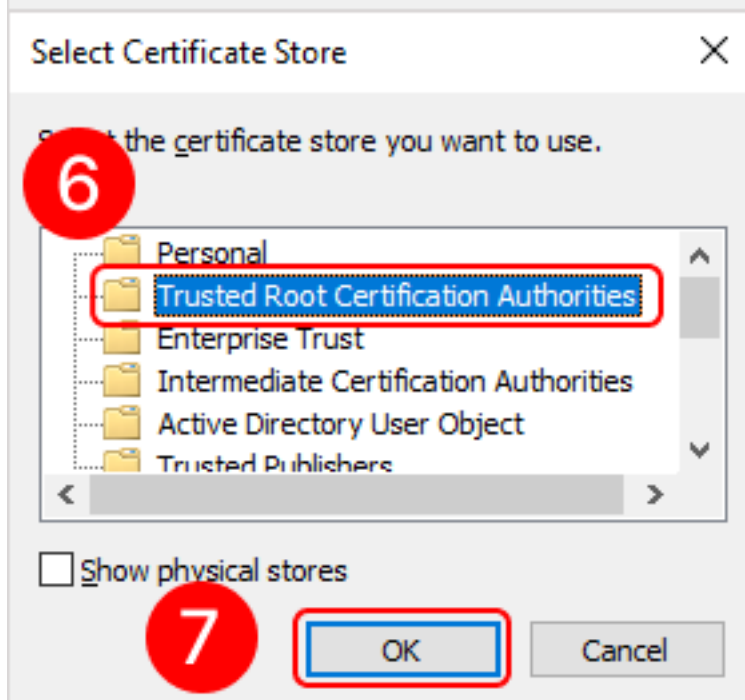 Select Certificate Store
the certificate store you want to use.
6
Personal
Trusted Root Certification Authorities
Enterprise Trust
Intermediate Certification Authorities
Active Directory User Object
Trusted Publishers
Show physical stores
7
OK
Cancel